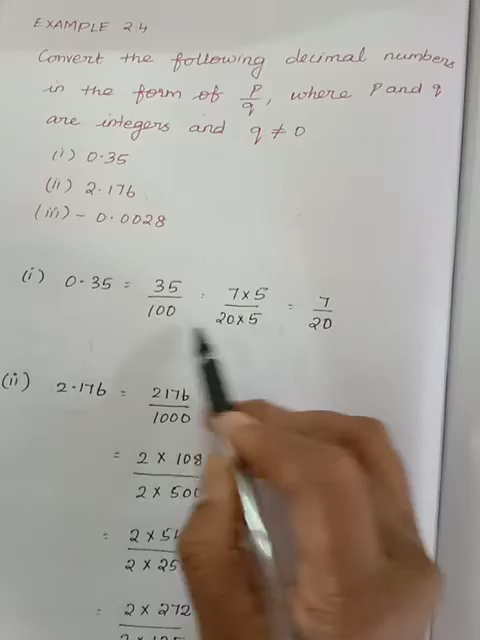 EXAMPLE 2.4
Convert the following decimal numbers
in the form of p/q, where p and q
are integers and q ≠ 0
(i) 0.35
(ii) 2.176
(iii) - 0.0028
(i) 0.35 = 35/100 = 7×5/20×5 = 7/20
(ii) 2.176 = 2176/1000
= 2 × 108 / 2 × 500
= 2 × 54 / 2 × 25
= 2 × 272